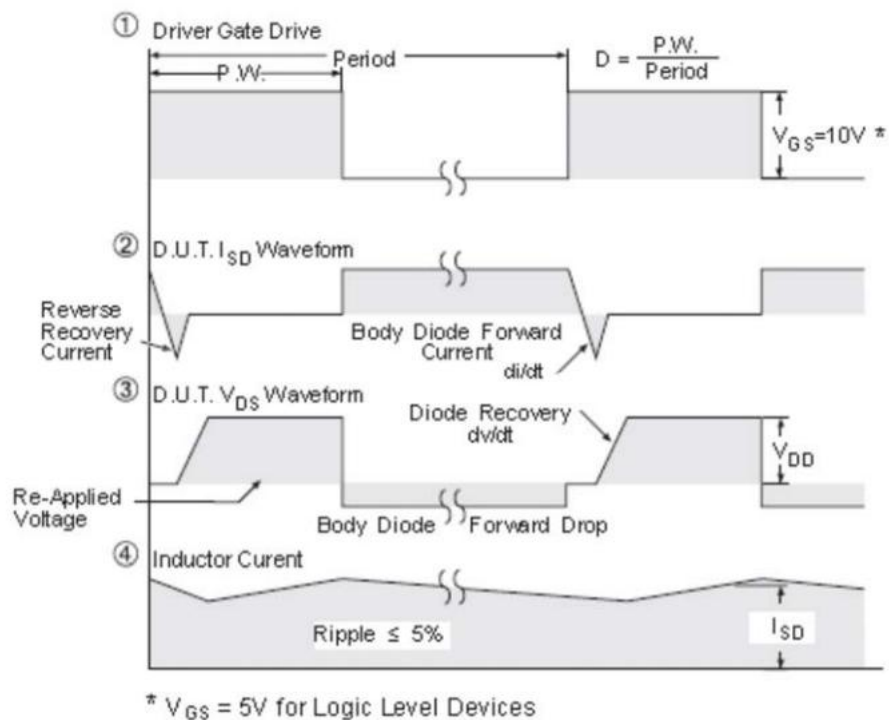 ① Driver Gate Drive
Period
P.W.
D = P.W. / Period
V_GS=10V *
② D.U.T. I_SD Waveform
Reverse
Recovery
Current
Body Diode Forward
Current
di/dt
③ D.U.T. V_DS Waveform
Diode Recovery
dv/dt
V_DD
Re-Applied
Voltage
Body Diode Forward Drop
④ Inductor Curent
Ripple ≤ 5%
I_SD
* V_GS = 5V for Logic Level Devices